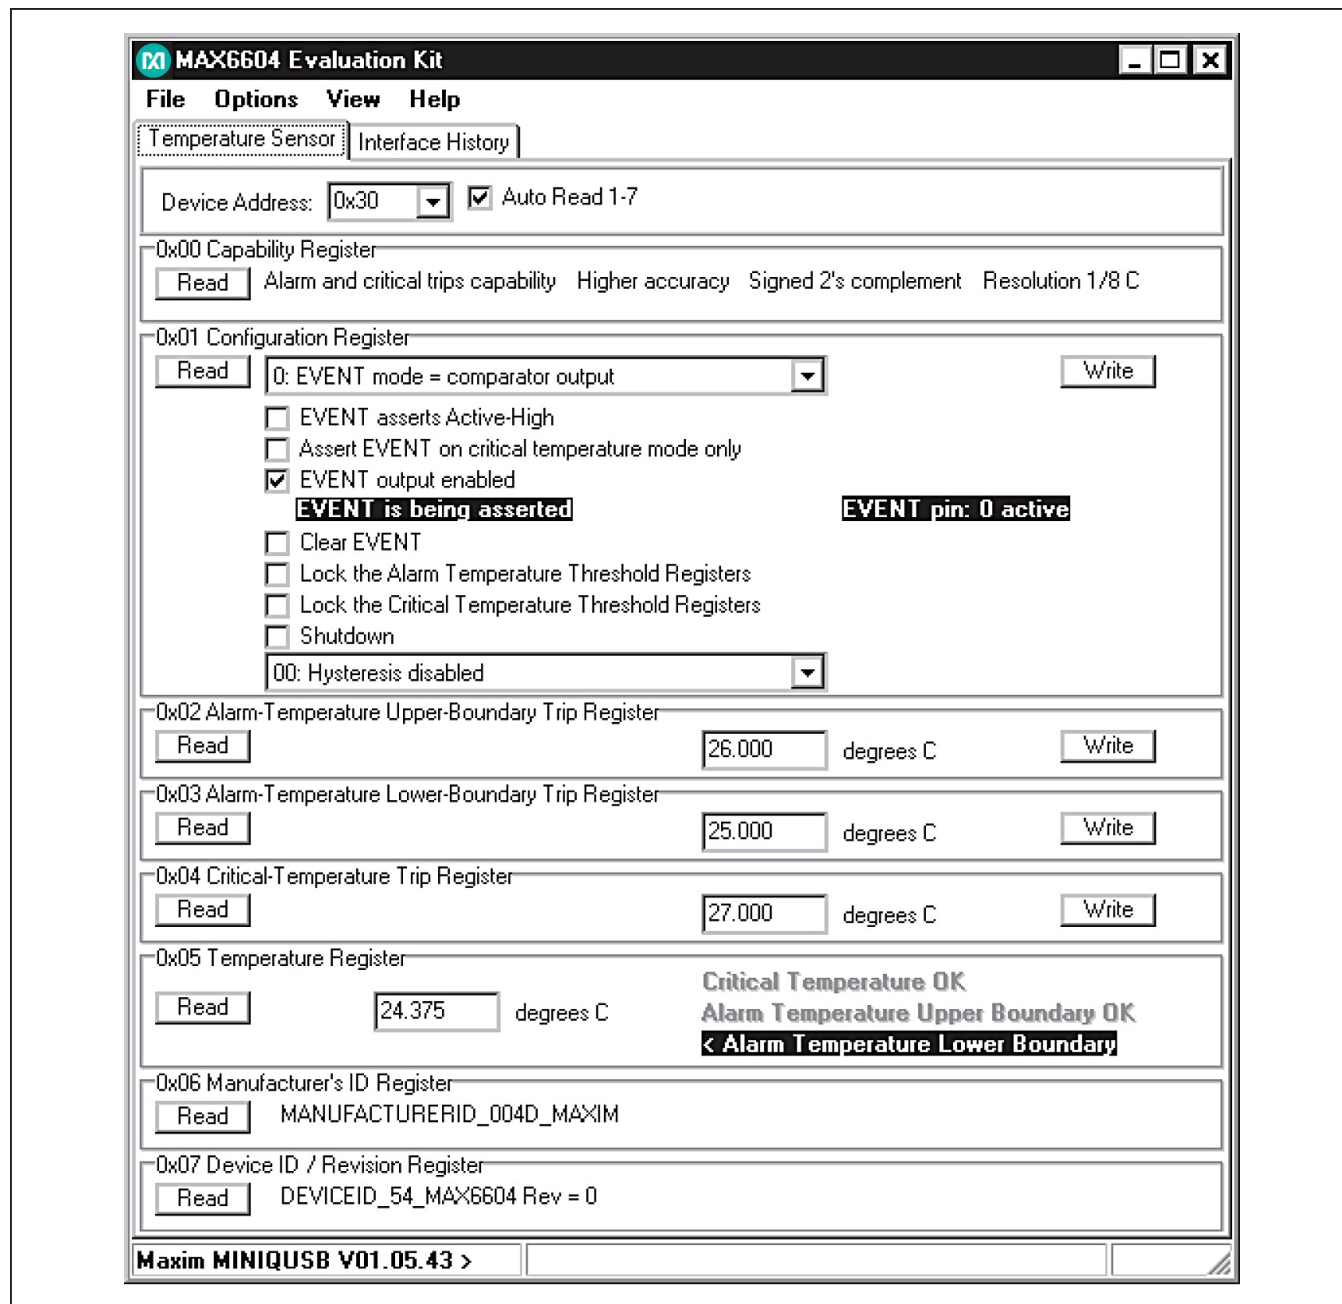 MAX6604 Evaluation Kit
File Options View Help
Temperature Sensor Interface History
Device Address: 0x30 Auto Read 1-7
0x00 Capability Register
Read Alarm and critical trips capability Higher accuracy Signed 2's complement Resolution 1/8 C
0x01 Configuration Register
Read 0: EVENT mode = comparator output Write
EVENT asserts Active-High
Assert EVENT on critical temperature mode only
EVENT output enabled
EVENT is being asserted EVENT pin: 0 active
Clear EVENT
Lock the Alarm Temperature Threshold Registers
Lock the Critical Temperature Threshold Registers
Shutdown
00: Hysteresis disabled
0x02 Alarm-Temperature Upper-Boundary Trip Register
Read 26.000 degrees C Write
0x03 Alarm-Temperature Lower-Boundary Trip Register
Read 25.000 degrees C Write
0x04 Critical-Temperature Trip Register
Read 27.000 degrees C Write
0x05 Temperature Register
Critical Temperature OK
Read 24.375 degrees C Alarm Temperature Upper Boundary OK
< Alarm Temperature Lower Boundary
0x06 Manufacturer's ID Register
Read MANUFACTURERID_004D_MAXIM
0x07 Device ID / Revision Register
Read DEVICEID_54_MAX6604 Rev = 0
Maxim MINIQUSB V01.05.43 >